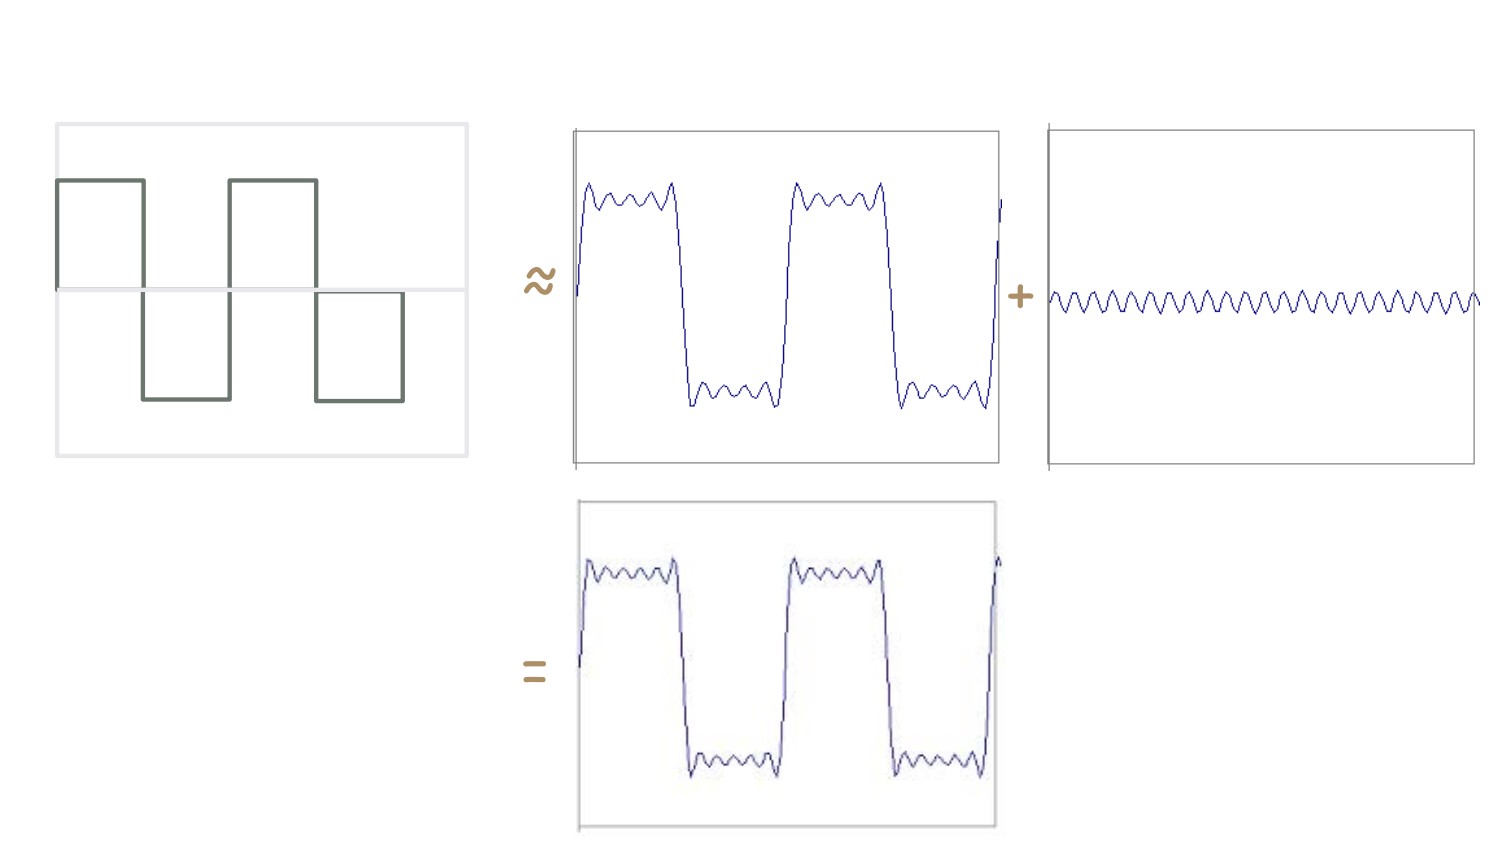 ≈
+
=